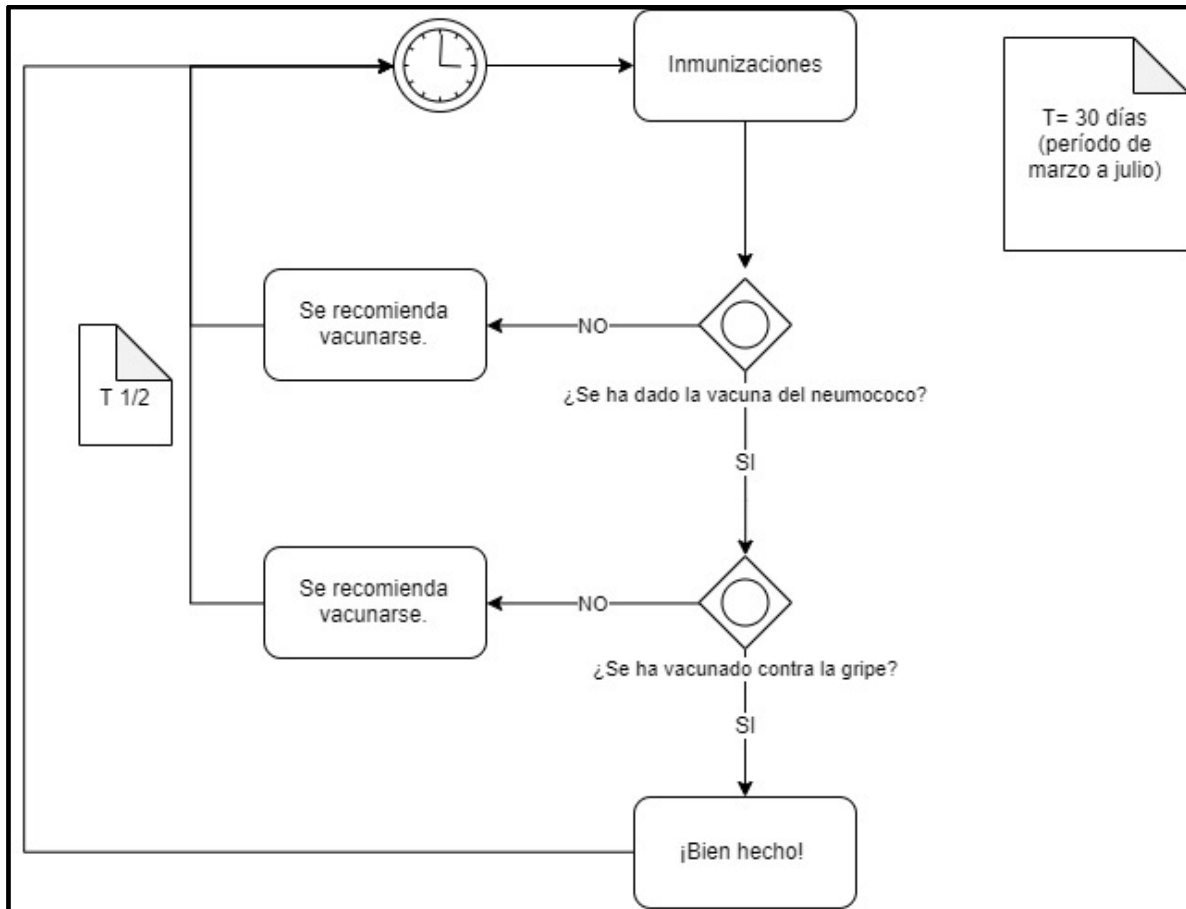 Inmunizaciones
T= 30 días
(período de
marzo a julio)
Se recomienda
vacunarse.
NO
¿Se ha dado la vacuna del neumococo?
T 1/2
SI
Se recomienda
vacunarse.
NO
¿Se ha vacunado contra la gripe?
SI
¡Bien hecho!